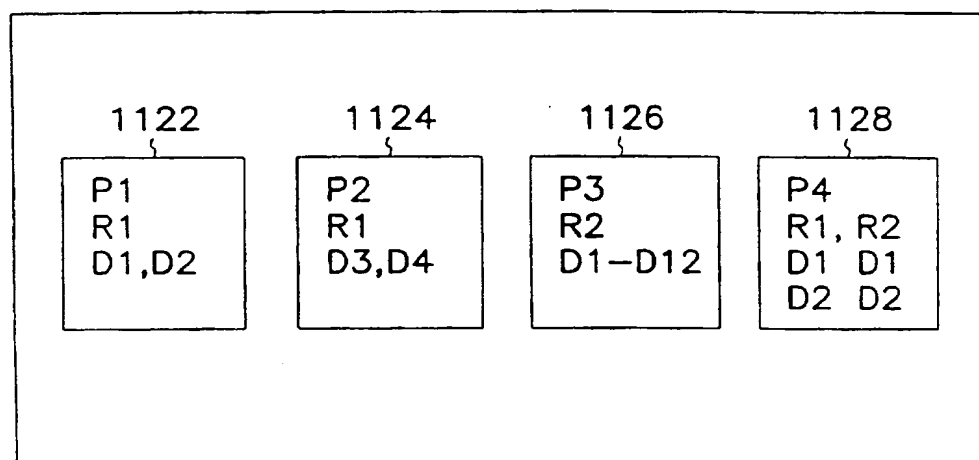 1122 1124 1126 1128
P1
R1
D1,D2
P2
R1
D3,D4
P3
R2
D1-D12
P4
R1, R2
D1 D1
D2 D2